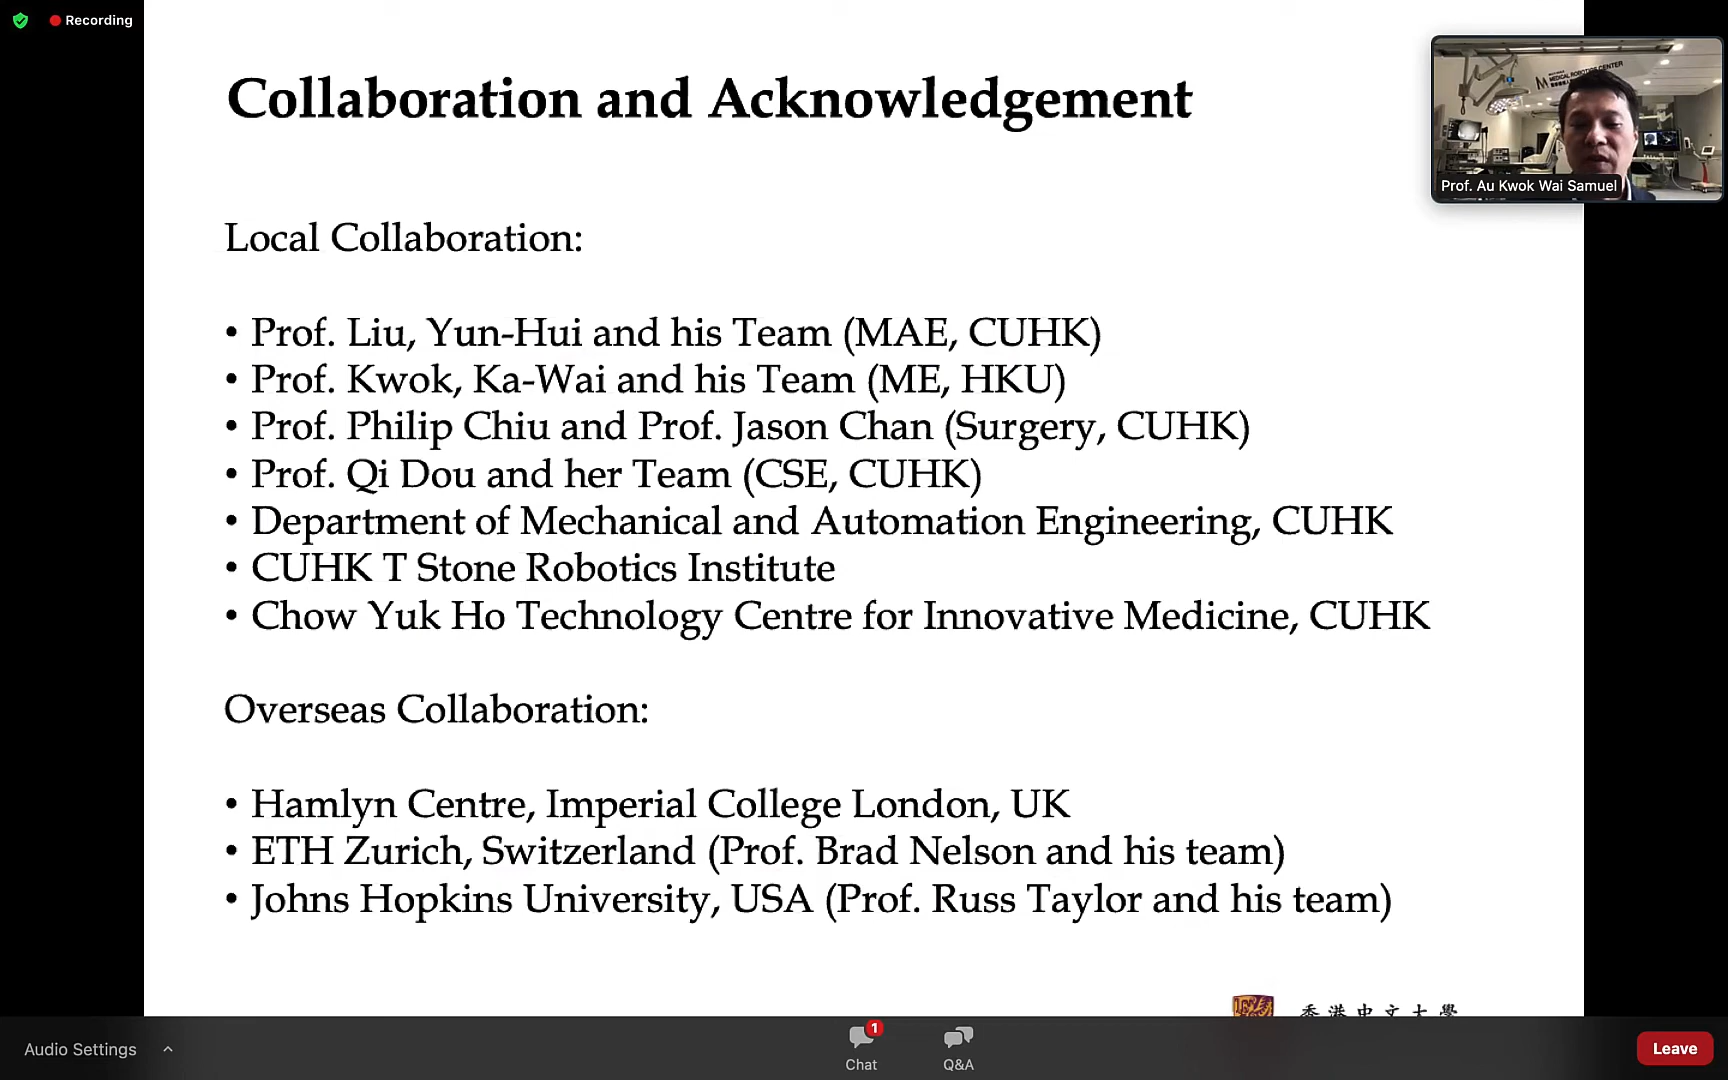 Recording
Collaboration and Acknowledgement
MEDICAL ROBOTICS CENTER
Prof. Au Kwok Wai Samuel
Local Collaboration:
• Prof. Liu, Yun-Hui and his Team (MAE, CUHK)
• Prof. Kwok, Ka-Wai and his Team (ME, HKU)
• Prof. Philip Chiu and Prof. Jason Chan (Surgery, CUHK)
• Prof. Qi Dou and her Team (CSE, CUHK)
• Department of Mechanical and Automation Engineering, CUHK
• CUHK T Stone Robotics Institute
• Chow Yuk Ho Technology Centre for Innovative Medicine, CUHK
Overseas Collaboration:
• Hamlyn Centre, Imperial College London, UK
• ETH Zurich, Switzerland (Prof. Brad Nelson and his team)
• Johns Hopkins University, USA (Prof. Russ Taylor and his team)
香港中文大學
Audio Settings
1
Chat
Q&A
Leave